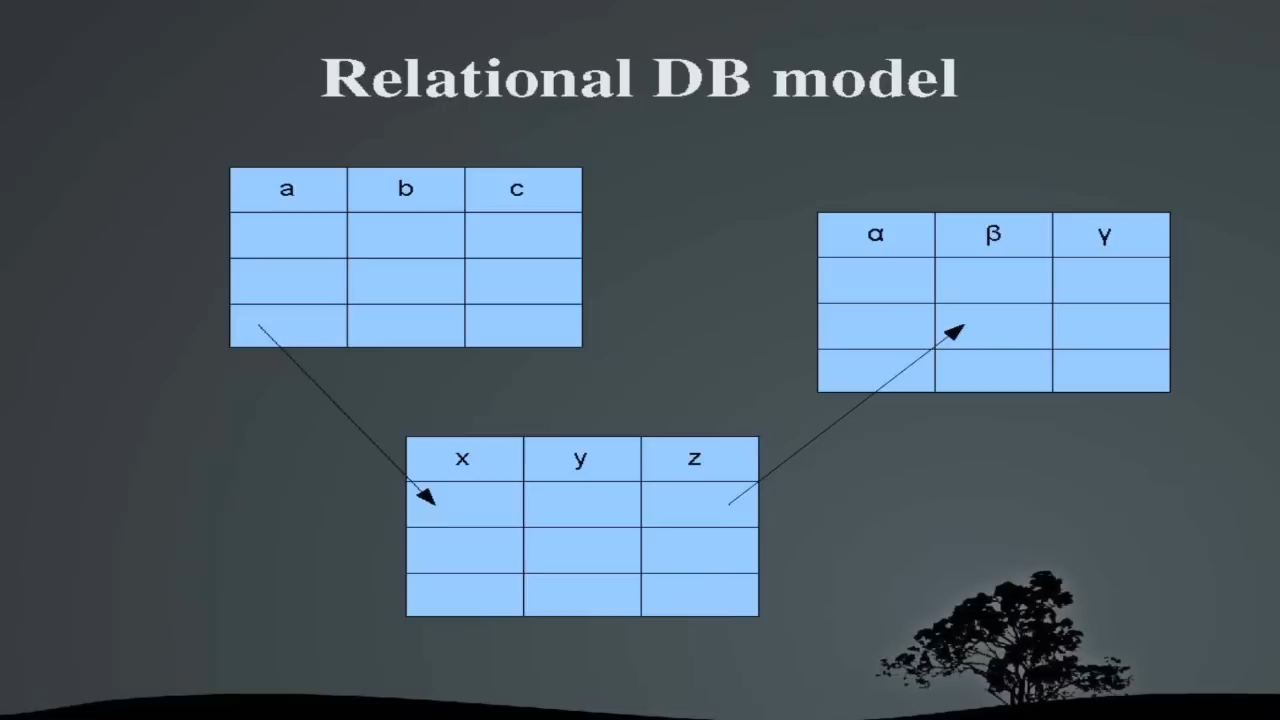 Relational DB model
a b c
α β γ
x y z